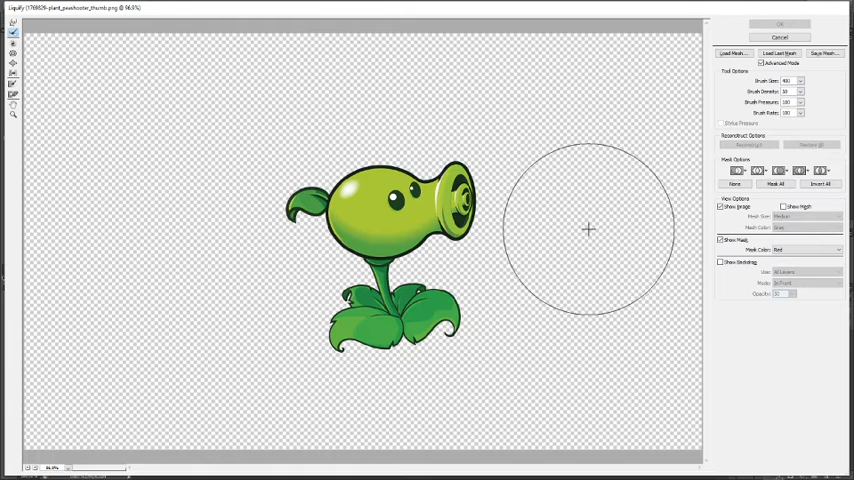 Liquify (1769829-plant_peashooter_thumb.png @ 96.9%)
OK
Cancel
Load Mesh... Load Last Mesh Save Mesh...
Advanced Mode
Tool Options
Brush Size: 400
Brush Density: 50
Brush Pressure: 100
Brush Rate: 100
Stylus Pressure
Reconstruct Options
Reconstruct... Restore All
Mask Options
None Mask All Invert All
View Options
Show Image Show Mesh
Mesh Size: Medium
Mesh Color: Gray
Show Mask
Mask Color: Red
Show Backdrop
Use: All Layers
Mode: In Front
Opacity: 50
96.9%